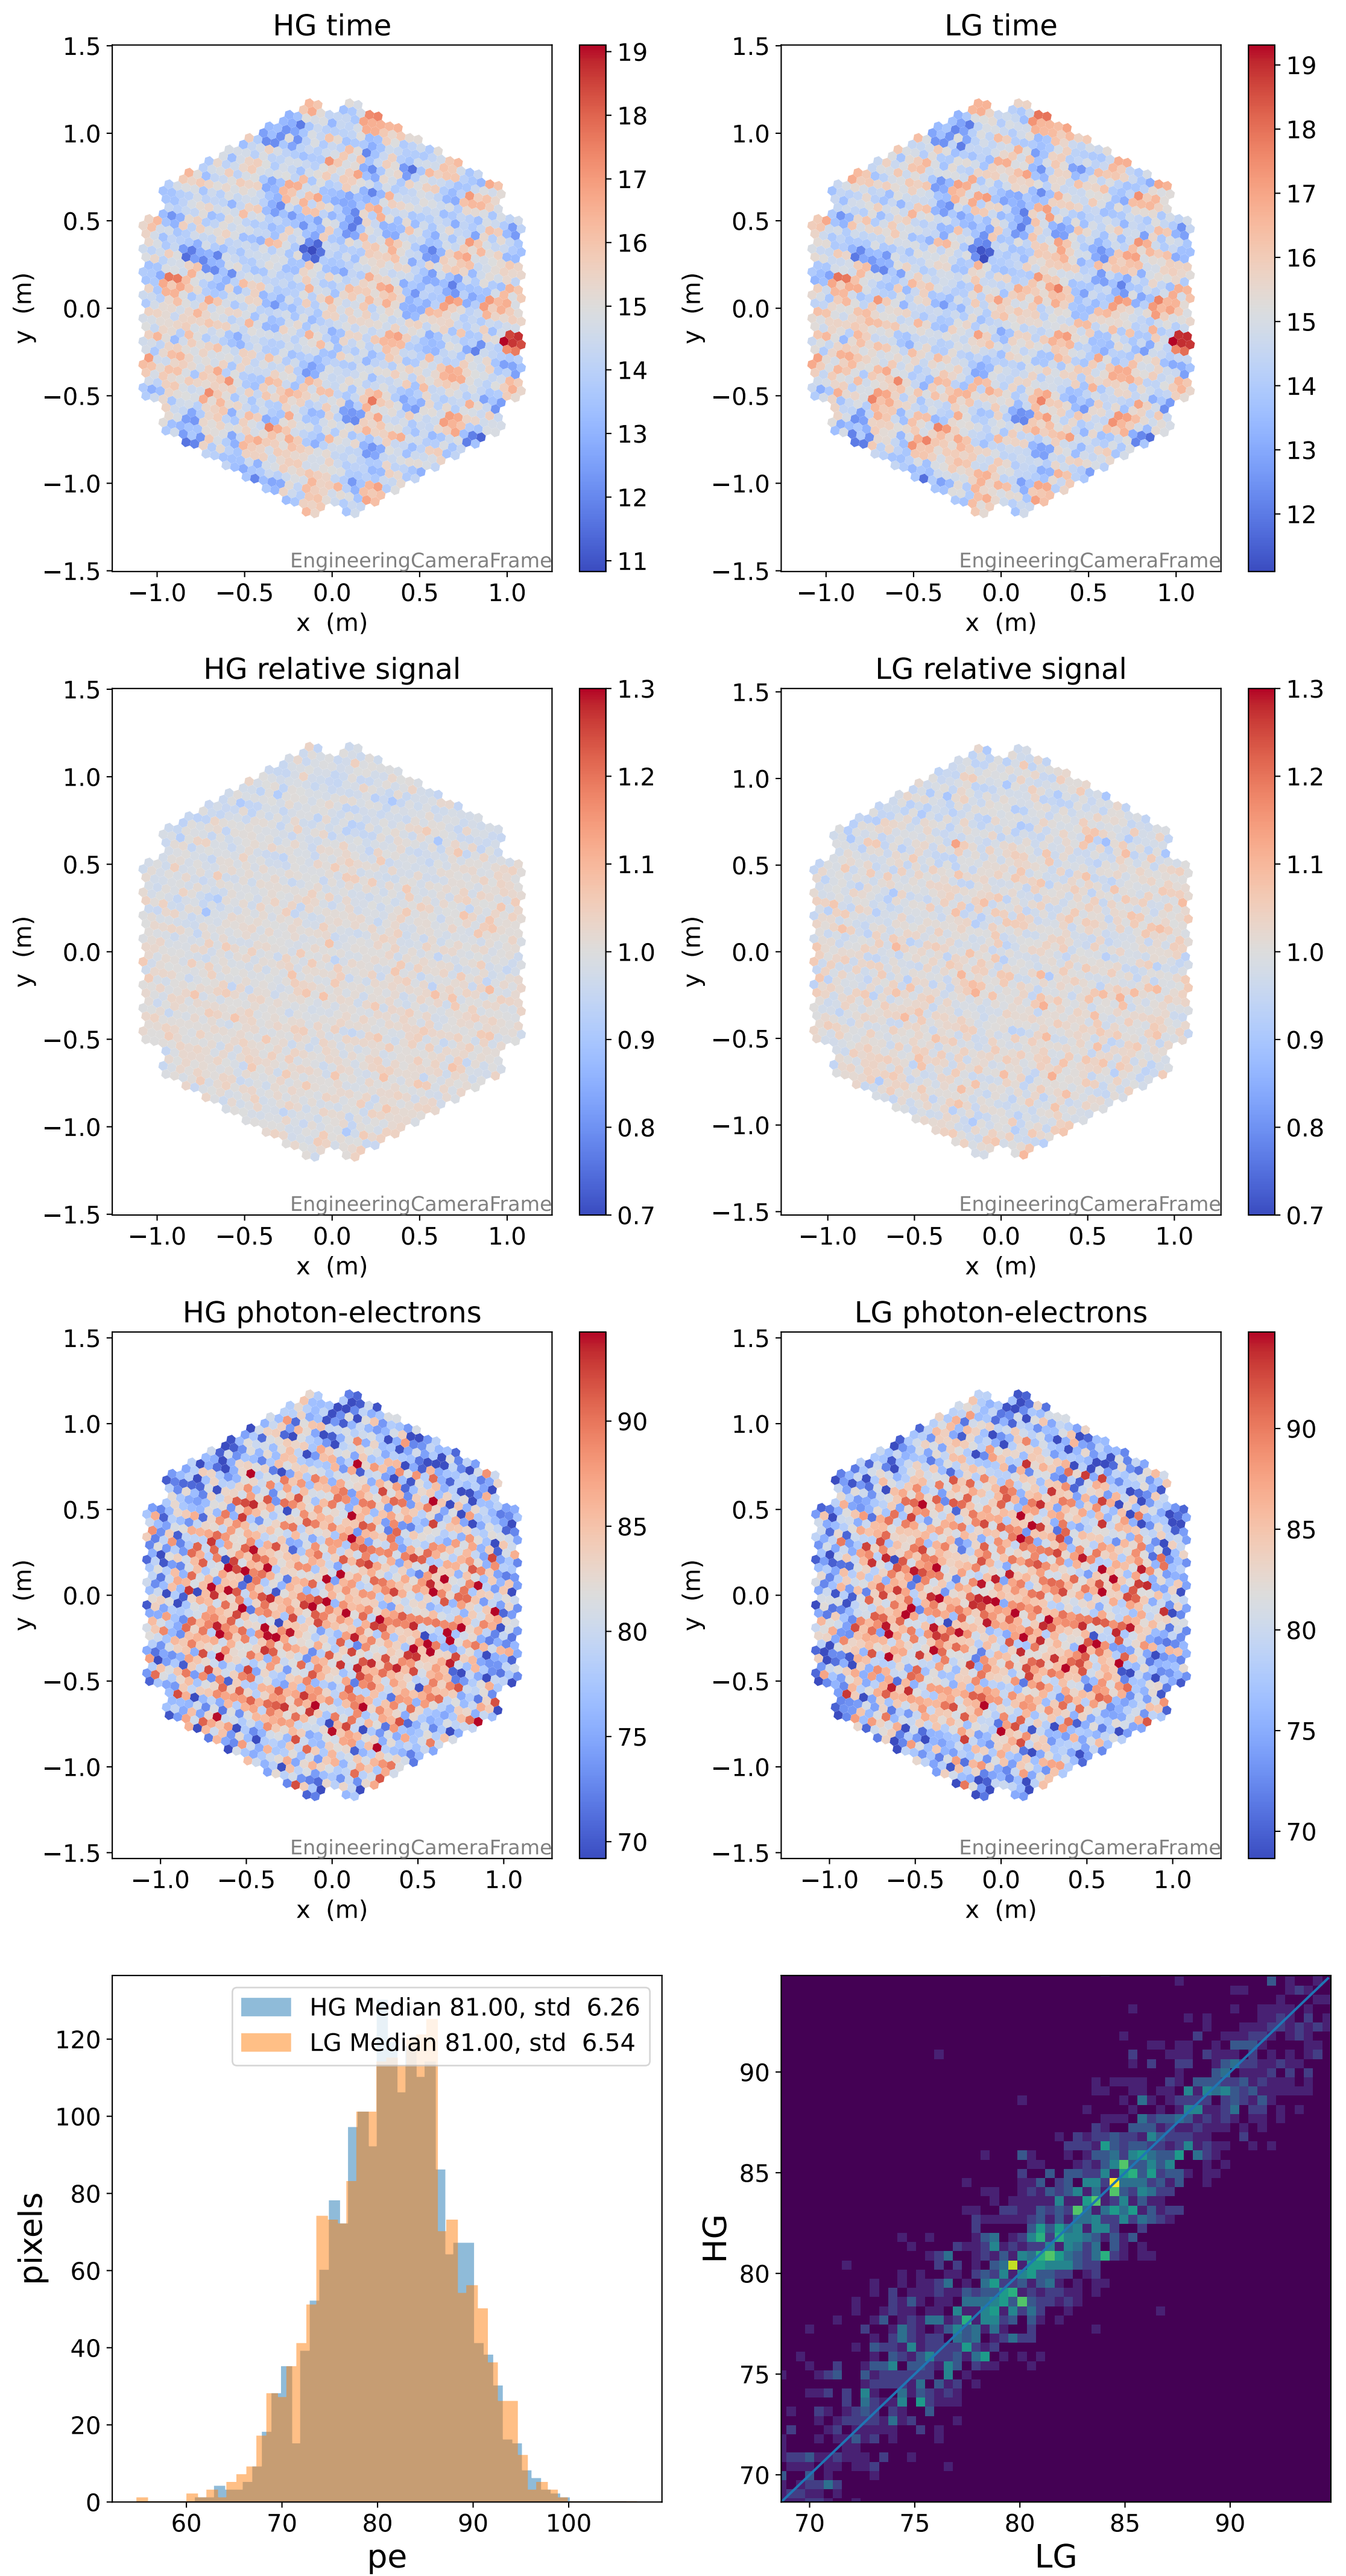 HG time
1.5
1.0
0.5
0.0
−0.5
−1.0
−1.5
y (m)
−1.0 −0.5 0.0 0.5 1.0
x (m)
EngineeringCameraFrame
19
18
17
16
15
14
13
12
11
LG time
1.5
1.0
0.5
0.0
−0.5
−1.0
−1.5
y (m)
−1.0 −0.5 0.0 0.5 1.0
x (m)
EngineeringCameraFrame
19
18
17
16
15
14
13
12
HG relative signal
1.5
1.0
0.5
0.0
−0.5
−1.0
−1.5
y (m)
−1.0 −0.5 0.0 0.5 1.0
x (m)
EngineeringCameraFrame
1.3
1.2
1.1
1.0
0.9
0.8
0.7
LG relative signal
1.5
1.0
0.5
0.0
−0.5
−1.0
−1.5
y (m)
−1.0 −0.5 0.0 0.5 1.0
x (m)
EngineeringCameraFrame
1.3
1.2
1.1
1.0
0.9
0.8
0.7
HG photon-electrons
1.5
1.0
0.5
0.0
−0.5
−1.0
−1.5
y (m)
−1.0 −0.5 0.0 0.5 1.0
x (m)
EngineeringCameraFrame
90
85
80
75
70
LG photon-electrons
1.5
1.0
0.5
0.0
−0.5
−1.0
−1.5
y (m)
−1.0 −0.5 0.0 0.5 1.0
x (m)
EngineeringCameraFrame
90
85
80
75
70
HG Median 81.00, std 6.26
LG Median 81.00, std 6.54
120
100
80
60
40
20
0
pixels
60 70 80 90 100
pe
90
85
80
75
70
HG
70 75 80 85 90
LG